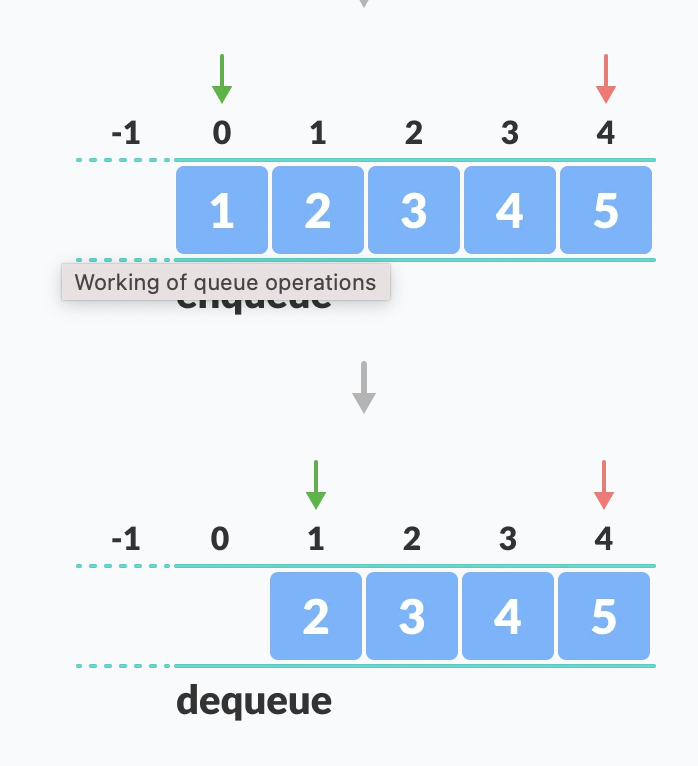 -1 0 1 2 3 4
1 2 3 4 5
Working of queue operations
enqueue
-1 0 1 2 3 4
2 3 4 5
dequeue